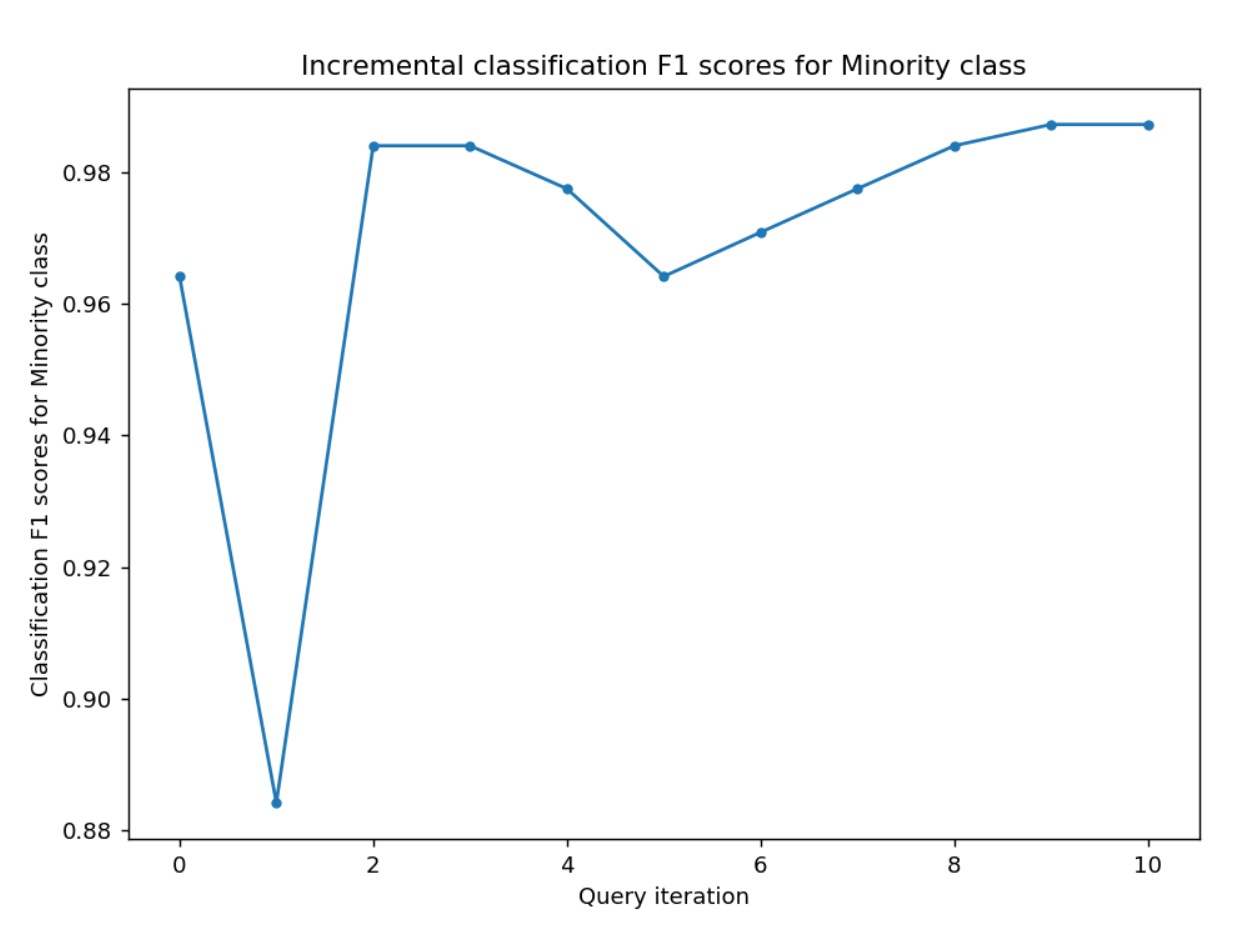 Incremental classification F1 scores for Minority class
Classification F1 scores for Minority class
0.98
0.96
0.94
0.92
0.90
0.88
0 2 4 6 8 10
Query iteration